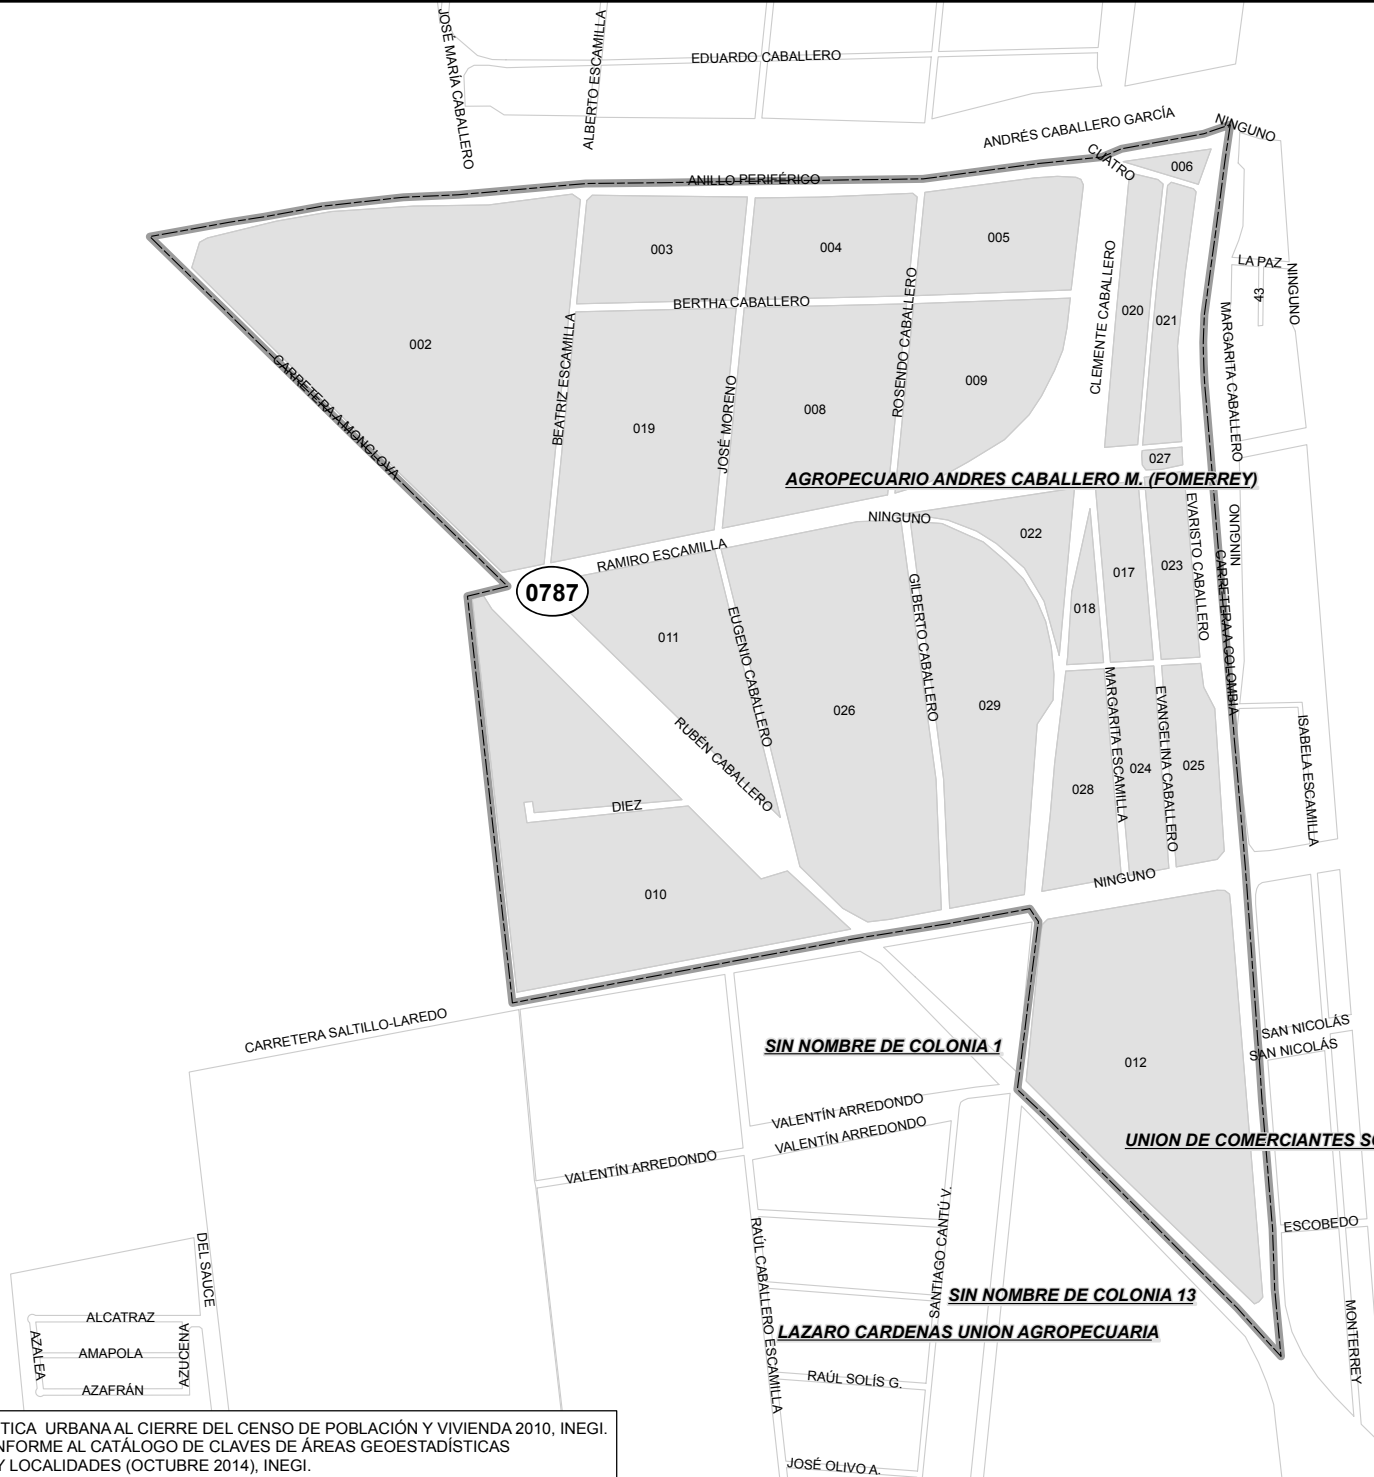 JOSÉ MARÍA CABALLERO
ALBERTO ESCAMILLA
EDUARDO CABALLERO
ANDRÉS CABALLERO GARCÍA
NINGUNO
CUATRO
006
ANILLO PERIFÉRICO
003
004
005
LA PAZ
NINGUNO
43
BERTHA CABALLERO
CLEMENTE CABALLERO
020
021
002
CARRETERA A MONCLOVA
BEATRIZ ESCAMILLA
JOSÉ MORENO
ROSENDO CABALLERO
MARGARITA CABALLERO
009
008
019
027
AGROPECUARIO ANDRES CABALLERO M. (FOMERREY)
NINGUNO
NINGUNO
022
RAMIRO ESCAMILLA
017
023
EVARISTO CABALLERO
CARRETERA A COLOMBIA
0787
018
011
EUGENIO CABALLERO
GILBERTO CABALLERO
026
029
RUBÉN CABALLERO
MARGARITA ESCAMILLA
EVANGELINA CABALLERO
ISABELA ESCAMILLA
028
024
025
DIEZ
NINGUNO
010
CARRETERA SALTILLO-LAREDO
SIN NOMBRE DE COLONIA 1
012
SAN NICOLÁS
SAN NICOLÁS
VALENTÍN ARREDONDO
VALENTÍN ARREDONDO
VALENTÍN ARREDONDO
UNION DE COMERCIANTES SO
ESCOBEDO
DEL SAUCE
RAÚL CABALLERO ESCAMILLA
SANTIAGO CANTÚ V.
SIN NOMBRE DE COLONIA 13
LAZARO CARDENAS UNION AGROPECUARIA
MONTERREY
ALCATRAZ
AZALEA
AMAPOLA
AZUCENA
AZAFRÁN
RAÚL SOLÍS G.
JOSÉ OLIVO A.
TICA URBANA AL CIERRE DEL CENSO DE POBLACIÓN Y VIVIENDA 2010, INEGI.
NFORME AL CATÁLOGO DE CLAVES DE ÁREAS GEOESTADÍSTICAS
Y LOCALIDADES (OCTUBRE 2014), INEGI.